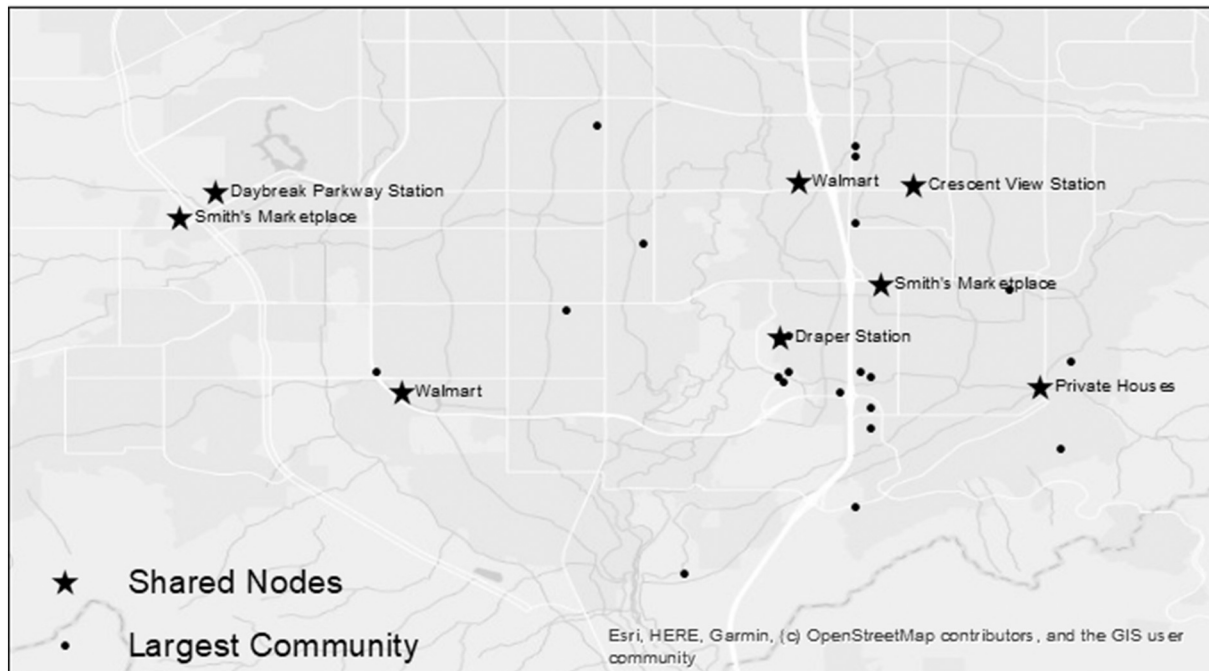 Walmart
Crescent View Station
Daybreak Parkway Station
Smith's Marketplace
Smith's Marketplace
Draper Station
Walmart
Private Houses
Shared Nodes
Largest Community
Esri, HERE, Garmin, (c) OpenStreetMap contributors, and the GIS user
community